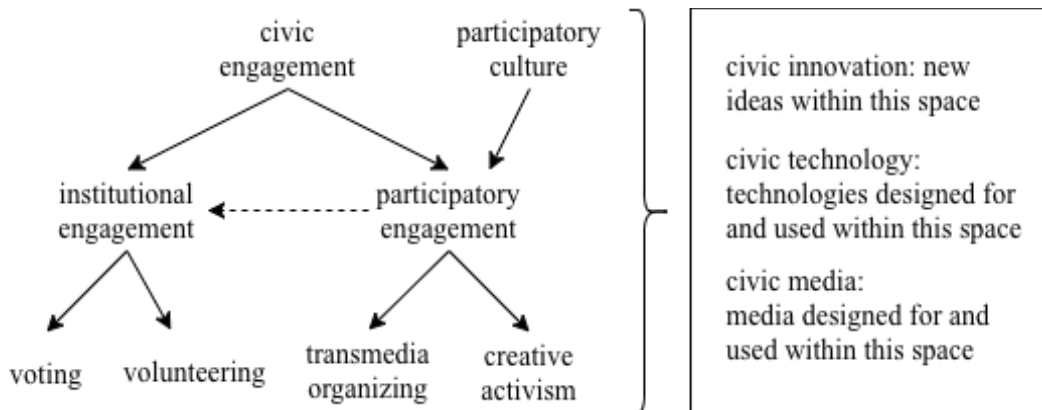 civic
engagement
participatory
culture
institutional
engagement
participatory
engagement
voting
volunteering
transmedia
organizing
creative
activism
civic innovation: new
ideas within this space
civic technology:
technologies designed for
and used within this space
civic media:
media designed for and
used within this space